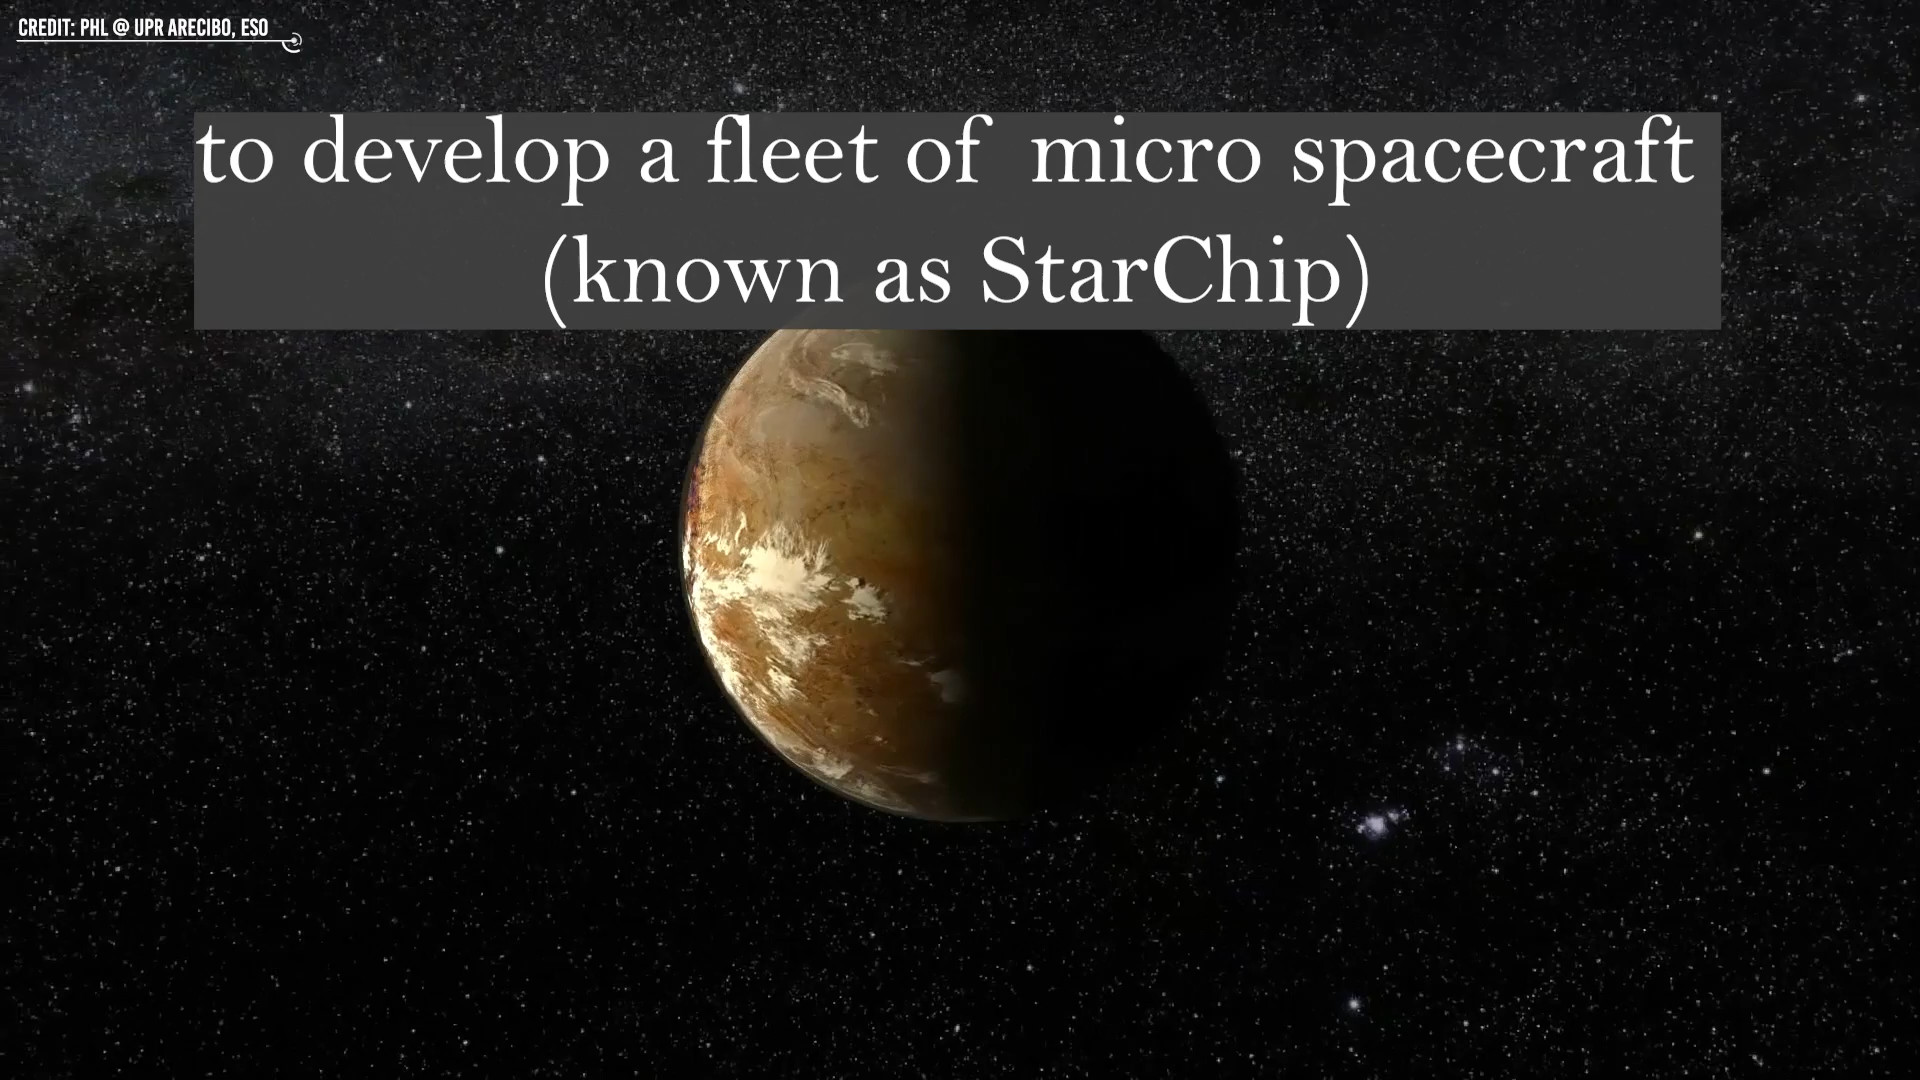 CREDIT: PHL @ UPR ARECIBO, ESO
to develop a fleet of micro spacecraft
(known as StarChip)